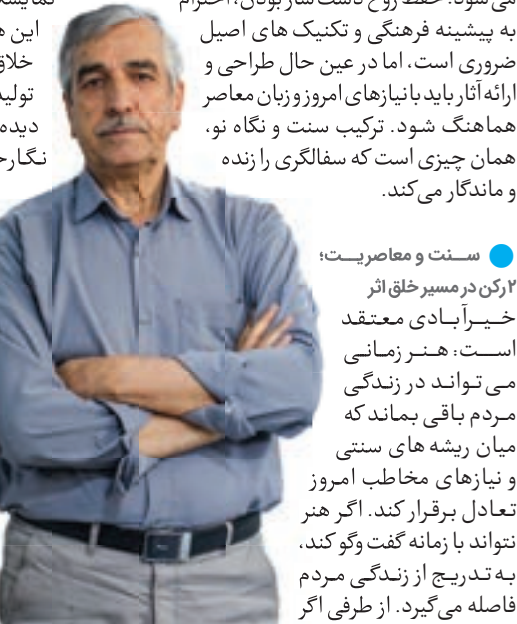 می‌شود. حفظ روح دست‌ساز بودن، احترام
به پیشینه فرهنگی و تکنیک های اصیل
ضروری است، اما در عین حال طراحی و
ارائه آثار باید با نیازهای امروز و زبان معاصر
هماهنگ شود. ترکیب سنت و نگاه نو،
همان چیزی است که سفالگری را زنده
و ماندگار می‌کند.
سنت و معاصریت؛
۲ رکن در مسیر خلق اثر
خیرآبادی معتقد
است: هنر زمانی
می‌تواند در زندگی
مردم باقی بماند که
میان ریشه های سنتی
و نیازهای مخاطب امروز
تعادل برقرار کند. اگر هنر
نتواند با زمانه گفت وگو کند،
به تدریج از زندگی مردم
فاصله می‌گیرد. از طرفی اگر
این
خلاق
تولید
دیده